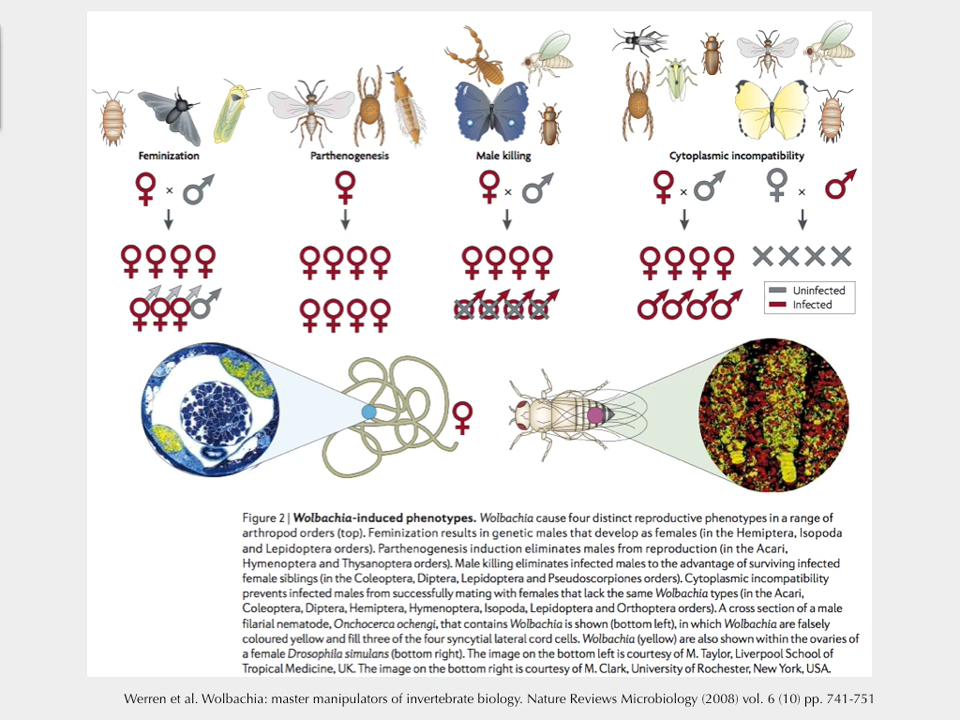 Feminization
Parthenogenesis
Male killing
Cytoplasmic incompatibility
Uninfected
Infected
Figure 2 | Wolbachia-induced phenotypes. Wolbachia cause four distinct reproductive phenotypes in a range of
arthropod orders (top). Feminization results in genetic males that develop as females (in the Hemiptera, Isopoda
and Lepidoptera orders). Parthenogenesis induction eliminates males from reproduction (in the Acari,
Hymenoptera and Thysanoptera orders). Male killing eliminates infected males to the advantage of surviving infected
female siblings (in the Coleoptera, Diptera, Lepidoptera and Pseudoscorpiones orders). Cytoplasmic incompatibility
prevents infected males from successfully mating with females that lack the same Wolbachia types (in the Acari,
Coleoptera, Diptera, Hemiptera, Hymenoptera, Isopoda, Lepidoptera and Orthoptera orders). A cross section of a male
filarial nematode, Onchocerca ochengi, that contains Wolbachia is shown (bottom left), in which Wolbachia are falsely
coloured yellow and fill three of the four syncytial lateral cord cells. Wolbachia (yellow) are also shown within the ovaries of
a female Drosophila simulans (bottom right). The image on the bottom left is courtesy of M. Taylor, Liverpool School of
Tropical Medicine, UK. The image on the bottom right is courtesy of M. Clark, University of Rochester, New York, USA.
Werren et al. Wolbachia: master manipulators of invertebrate biology. Nature Reviews Microbiology (2008) vol. 6 (10) pp. 741-751